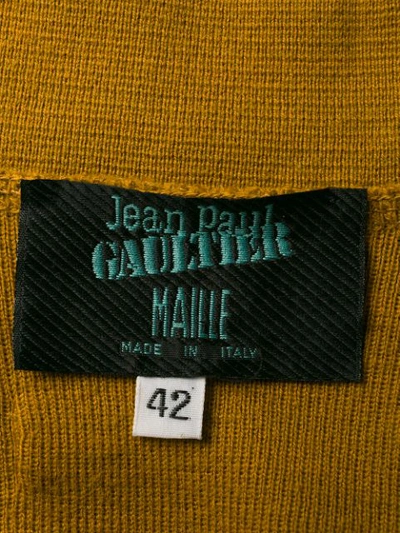 Jean Paul
GAULTIER
MAILLE
MADE IN ITALY
42